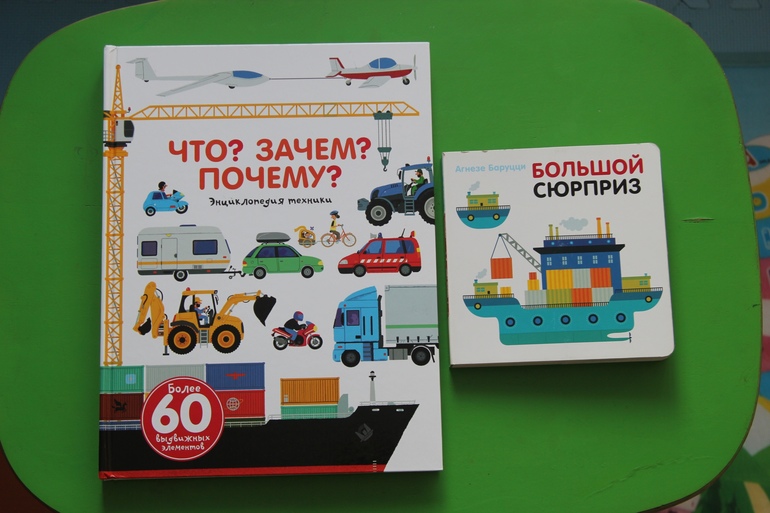 ЧТО? ЗАЧЕМ?
ПОЧЕМУ?
Энциклопедия техники
Более
60
выдвижных
элементов
Агнезе Баруцци
БОЛЬШОЙ
СЮРПРИЗ